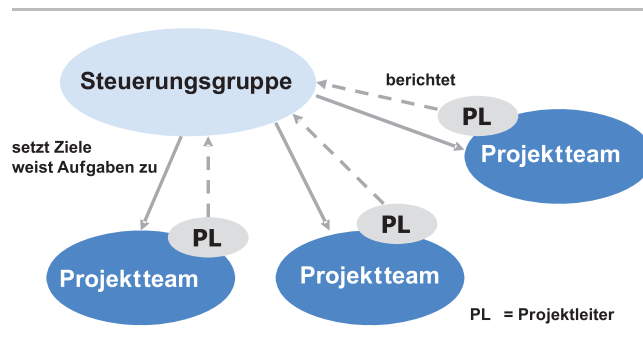 Steuerungsgruppe
berichtet
PL
Projektteam
setzt Ziele
weist Aufgaben zu
PL
Projektteam
PL
Projektteam
PL = Projektleiter